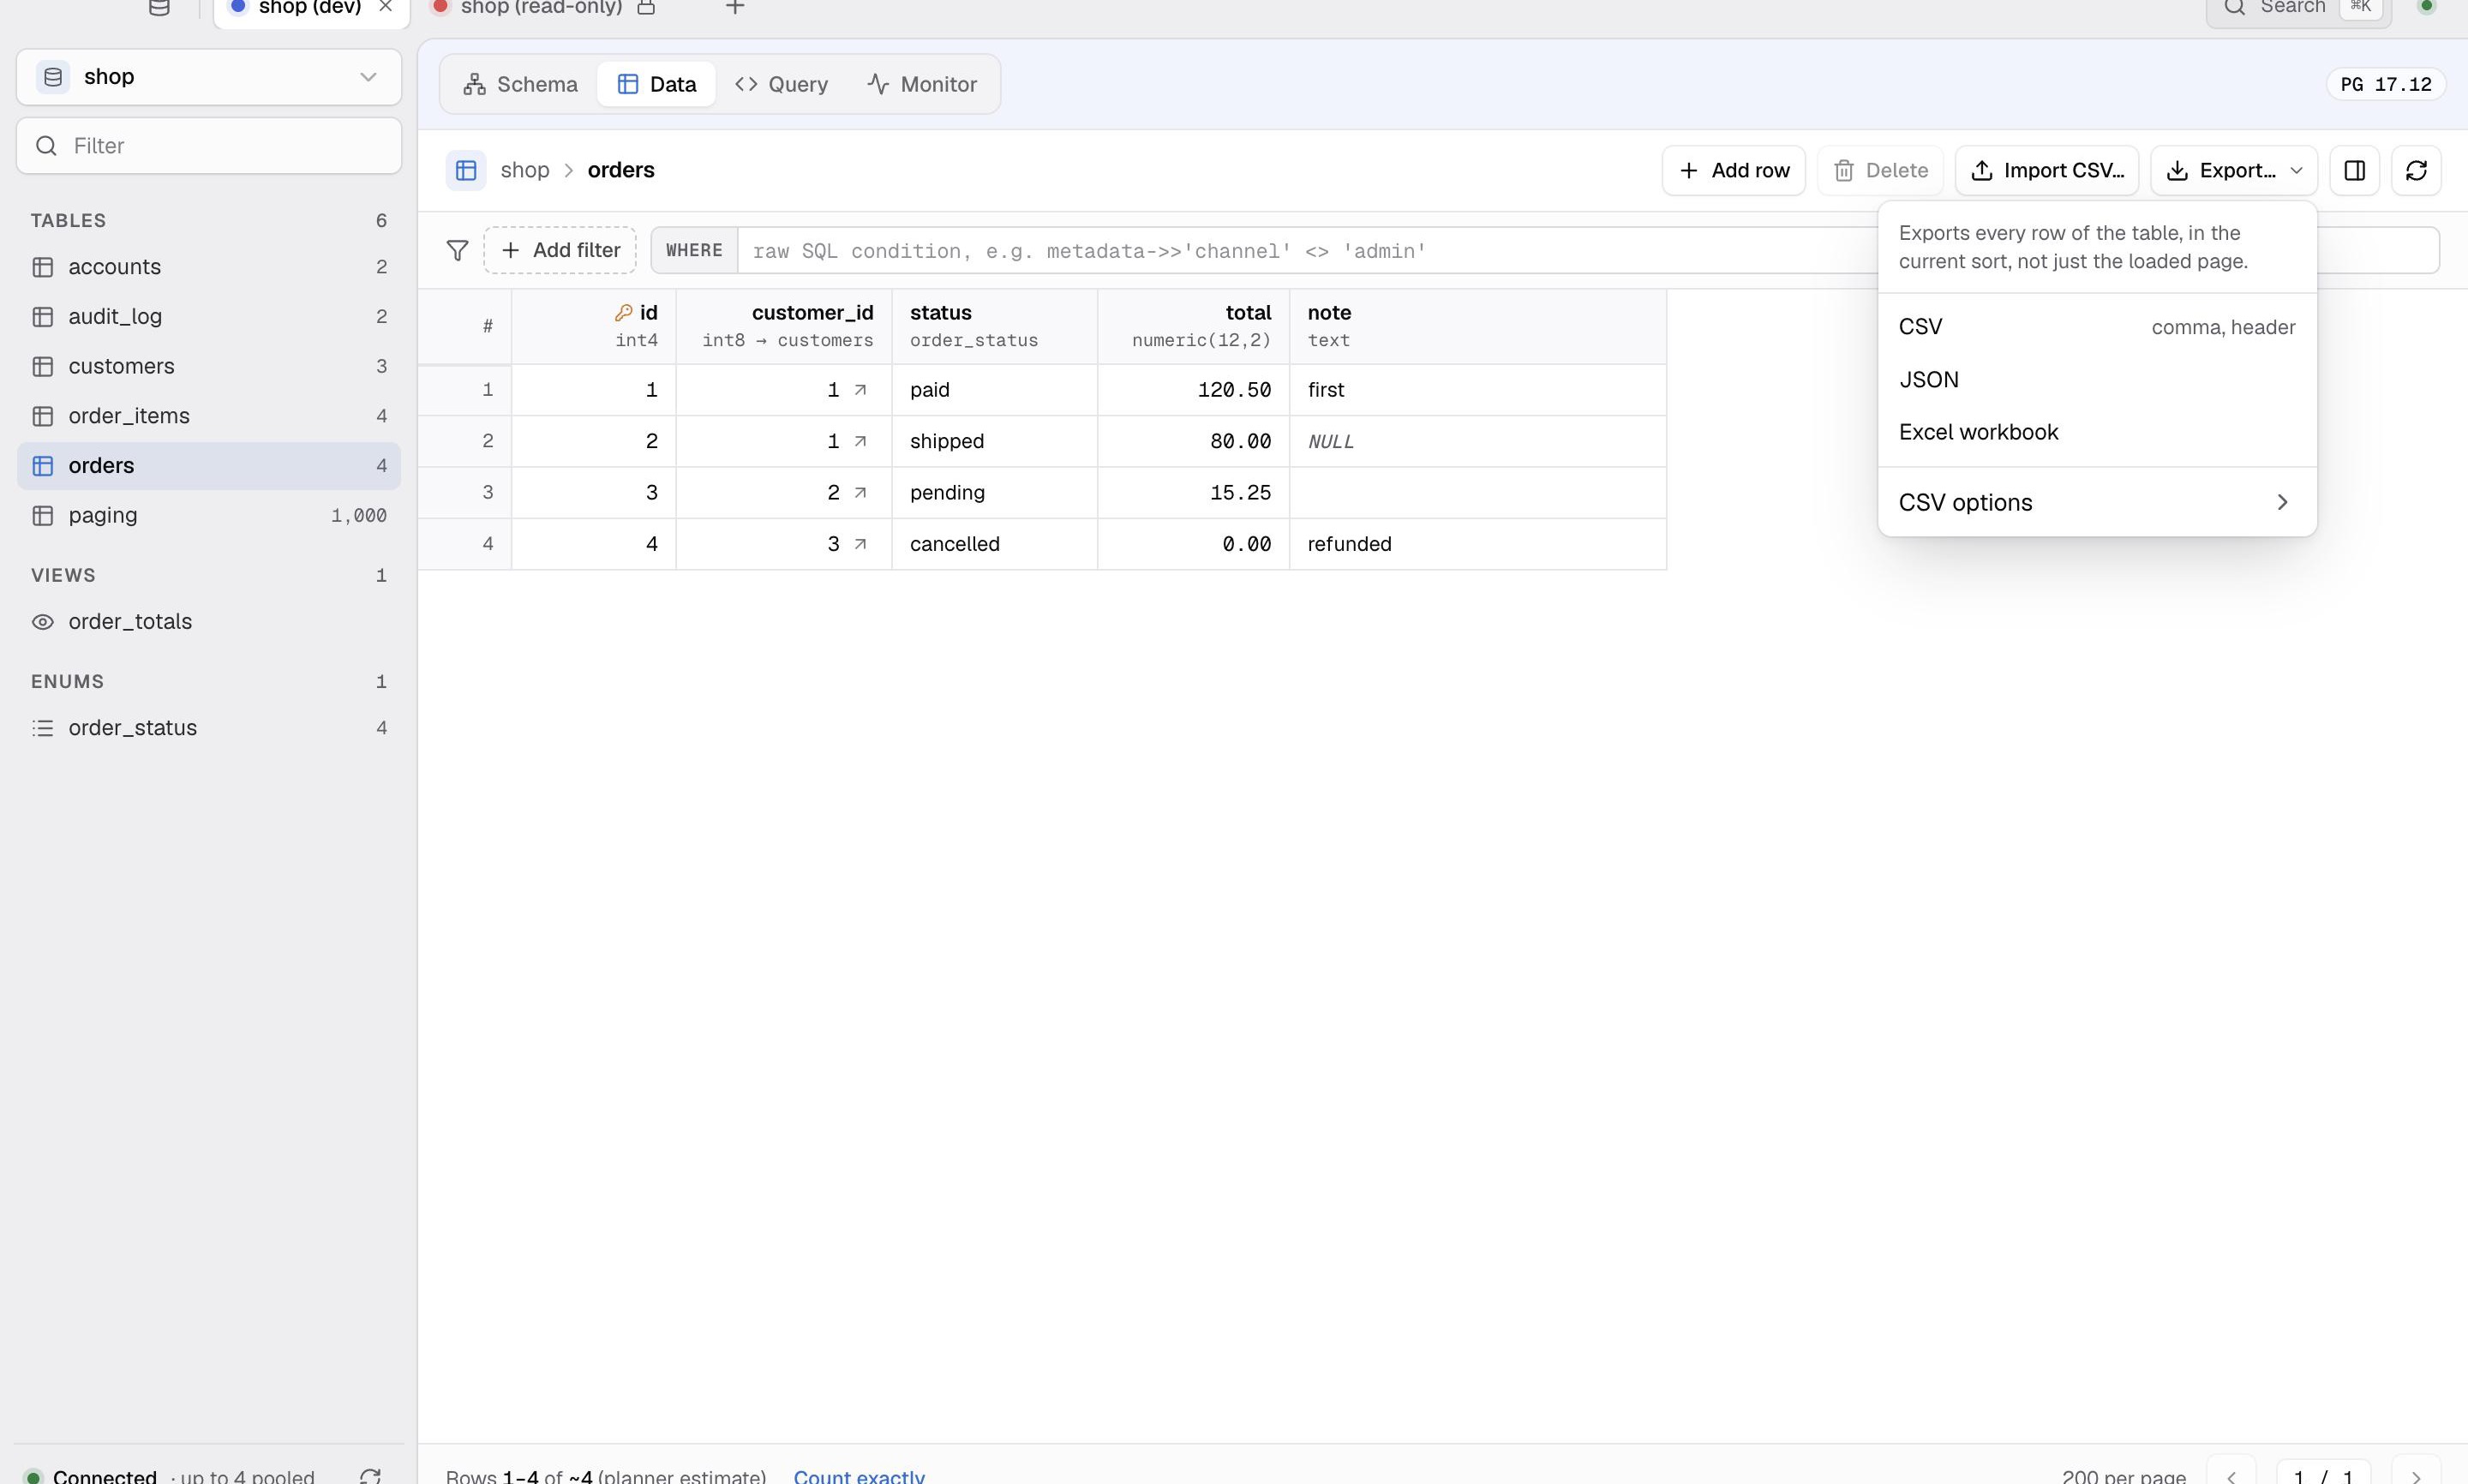 shop (dev)
shop (read-only)
Search ⌘K
shop
Filter
TABLES 6
accounts 2
audit_log 2
customers 3
order_items 4
orders 4
paging 1,000
VIEWS 1
order_totals
ENUMS 1
order_status 4
Connected · up to 4 pooled
Schema Data Query Monitor
PG 17.12
shop > orders
Add row Delete Import CSV... Export...
Add filter WHERE raw SQL condition, e.g. metadata->>'channel' <> 'admin'
# id customer_id status total note
int4 int8 → customers order_status numeric(12,2) text
1 1 1 paid 120.50 first
2 2 1 shipped 80.00 NULL
3 3 2 pending 15.25
4 4 3 cancelled 0.00 refunded
Exports every row of the table, in the
current sort, not just the loaded page.
CSV comma, header
JSON
Excel workbook
CSV options
Rows 1–4 of ~4 (planner estimate) Count exactly
200 per page 1 / 1